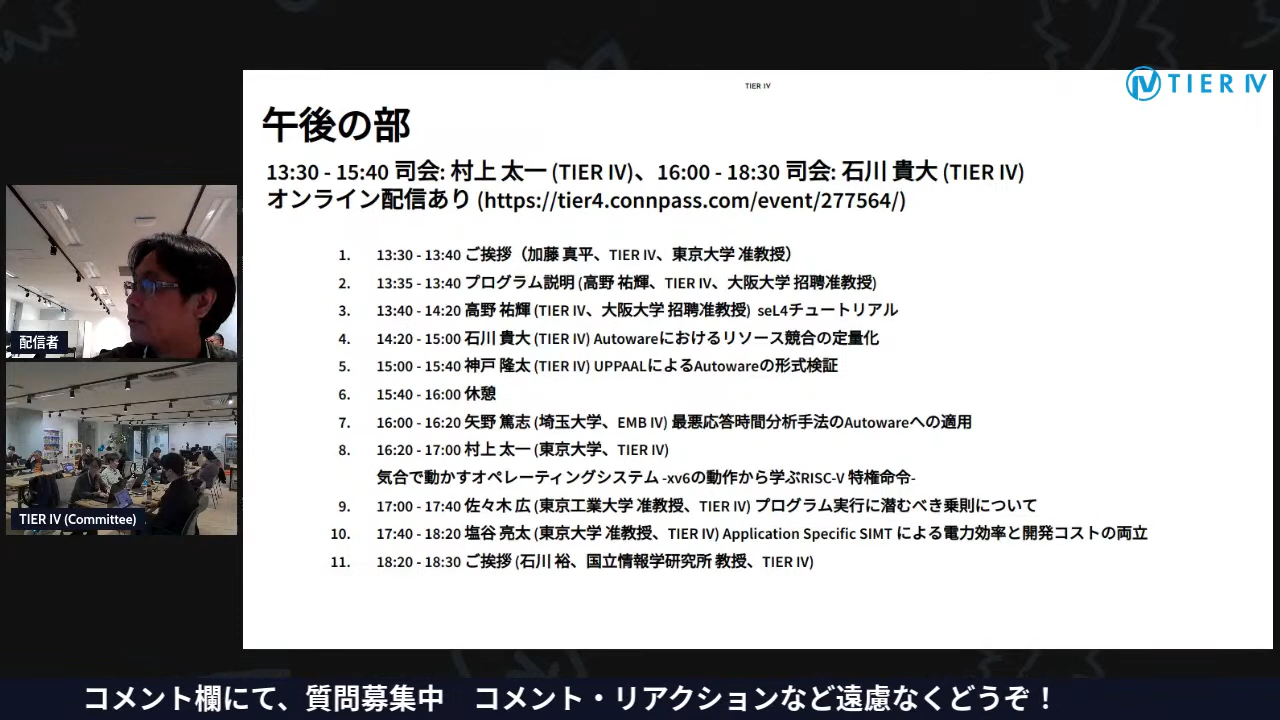 TIER IV
TIER IV
午後の部
13:30 - 15:40 司会: 村上 太一 (TIER IV)、16:00 - 18:30 司会: 石川 貴大 (TIER IV)
オンライン配信あり (https://tier4.connpass.com/event/277564/)
1. 13:30 - 13:40 ご挨拶（加藤 真平、TIER IV、東京大学 准教授）
2. 13:35 - 13:40 プログラム説明 (高野 祐輝、TIER IV、大阪大学 招聘准教授)
3. 13:40 - 14:20 高野 祐輝 (TIER IV、大阪大学 招聘准教授) seL4チュートリアル
4. 14:20 - 15:00 石川 貴大 (TIER IV) Autowareにおけるリソース競合の定量化
5. 15:00 - 15:40 神戸 隆太 (TIER IV) UPPAALによるAutowareの形式検証
6. 15:40 - 16:00 休憩
7. 16:00 - 16:20 矢野 篤志 (埼玉大学、EMB IV) 最悪応答時間分析手法のAutowareへの適用
8. 16:20 - 17:00 村上 太一 (東京大学、TIER IV)
気合で動かすオペレーティングシステム -xv6の動作から学ぶRISC-V 特権命令-
9. 17:00 - 17:40 佐々木 広 (東京工業大学 准教授、TIER IV) プログラム実行に潜むべき乗則について
10. 17:40 - 18:20 塩谷 亮太 (東京大学 准教授、TIER IV) Application Specific SIMT による電力効率と開発コストの両立
11. 18:20 - 18:30 ご挨拶 (石川 裕、国立情報学研究所 教授、TIER IV)
配信者
TIER IV (Committee)
コメント欄にて、質問募集中　コメント・リアクションなど遠慮なくどうぞ！